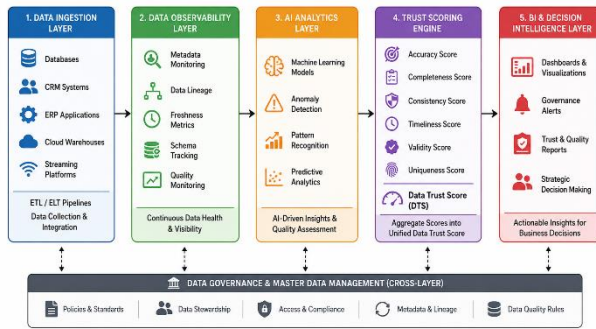 1. DATA INGESTION
LAYER
Databases
CRM Systems
ERP Applications
Cloud Warehouses
Streaming
Platforms
ETL / ELT Pipelines
Data Collection &
Integration
2. DATA OBSERVABILITY
LAYER
Metadata
Monitoring
Data Lineage
Freshness
Metrics
Schema
Tracking
Quality
Monitoring
Continuous Data Health
& Visibility
3. AI ANALYTICS
LAYER
Machine Learning
Models
Anomaly
Detection
Pattern
Recognition
Predictive
Analytics
AI-Driven Insights &
Quality Assessment
4. TRUST SCORING
ENGINE
Accuracy Score
Completeness Score
Consistency Score
Timeliness Score
Validity Score
Uniqueness Score
Data Trust Score
(DTS)
Aggregate Scores into
Unified Data Trust Score
5. BI & DECISION
INTELLIGENCE LAYER
Dashboards &
Visualizations
Governance
Alerts
Trust & Quality
Reports
Strategic
Decision Making
Actionable Insights for
Business Decisions
DATA GOVERNANCE & MASTER DATA MANAGEMENT (CROSS-LAYER)
Policies & Standards
Data Stewardship
Access & Compliance
Metadata & Lineage
Data Quality Rules